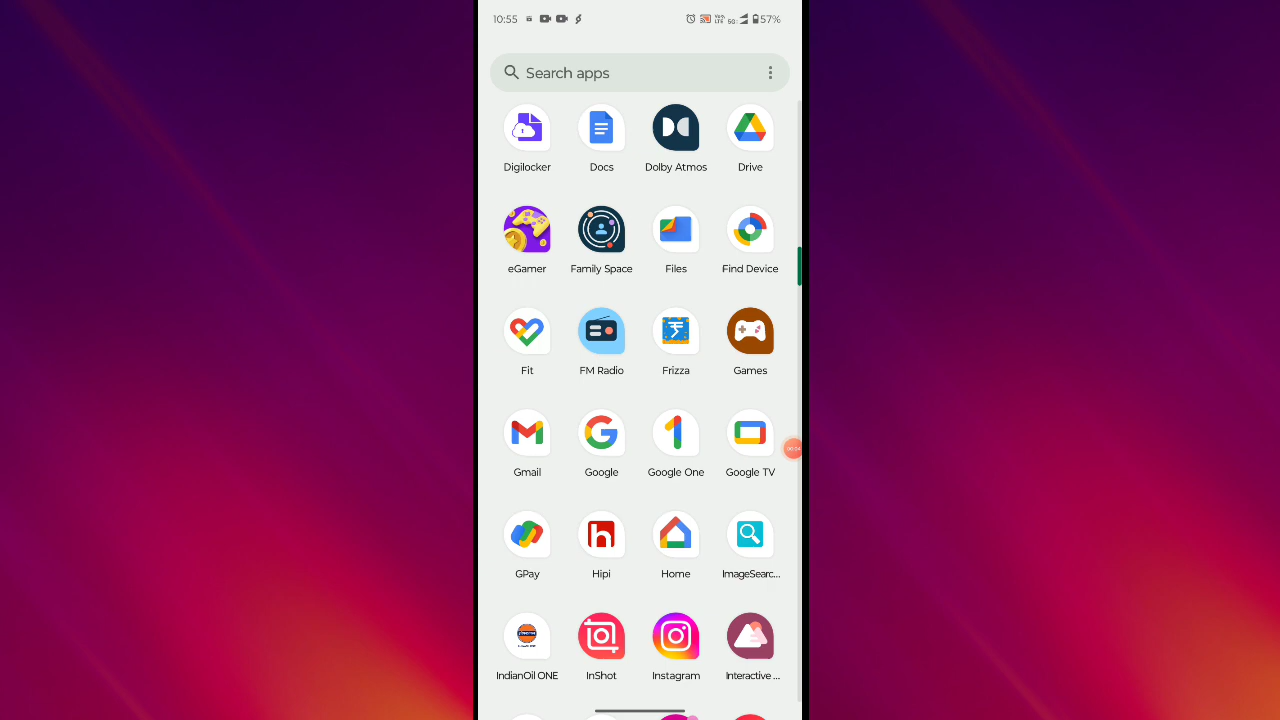 10:55 57%
Search apps
Digilocker Docs Dolby Atmos Drive
eGamer Family Space Files Find Device
Fit FM Radio Frizza Games
Gmail Google Google One Google TV
GPay Hipi Home ImageSearc...
IndianOil ONE InShot Instagram Interactive ...